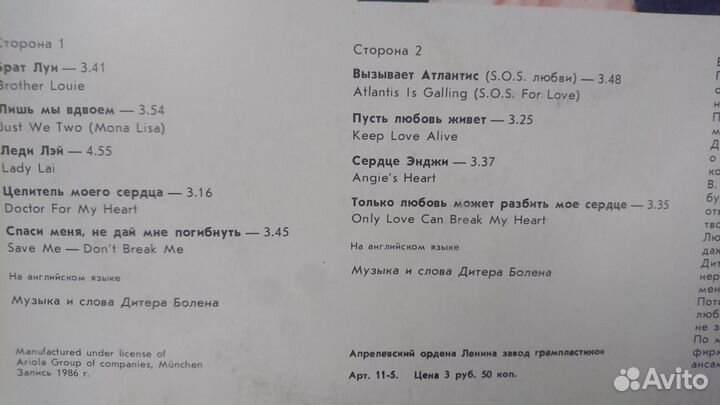 Сторона 1
Брат Луи — 3.41
Brother Louie
Лишь мы вдвоем — 3.54
Just We Two (Mona Lisa)
Леди Лэй — 4.55
Lady Lai
Целитель моего сердца — 3.16
Doctor For My Heart
Спаси меня, не дай мне погибнуть — 3.45
Save Me — Don't Break Me
На английском языке
Музыка и слова Дитера Болена
Manufactured under license of
Ariola Group of companies, München
Запись 1986 г.
Сторона 2
Вызывает Атлантис (S.O.S. любви) — 3.48
Atlantis Is Galling (S.O.S. For Love)
Пусть любовь живет — 3.25
Keep Love Alive
Сердце Энджи — 3.37
Angie's Heart
Только любовь может разбить мое сердце — 3.35
Only Love Can Break My Heart
На английском языке
Музыка и слова Дитера Болена
Апрелевский ордена Ленина завод грампластинок
Арт. 11-5. Цена 3 руб. 50 коп.
Avito